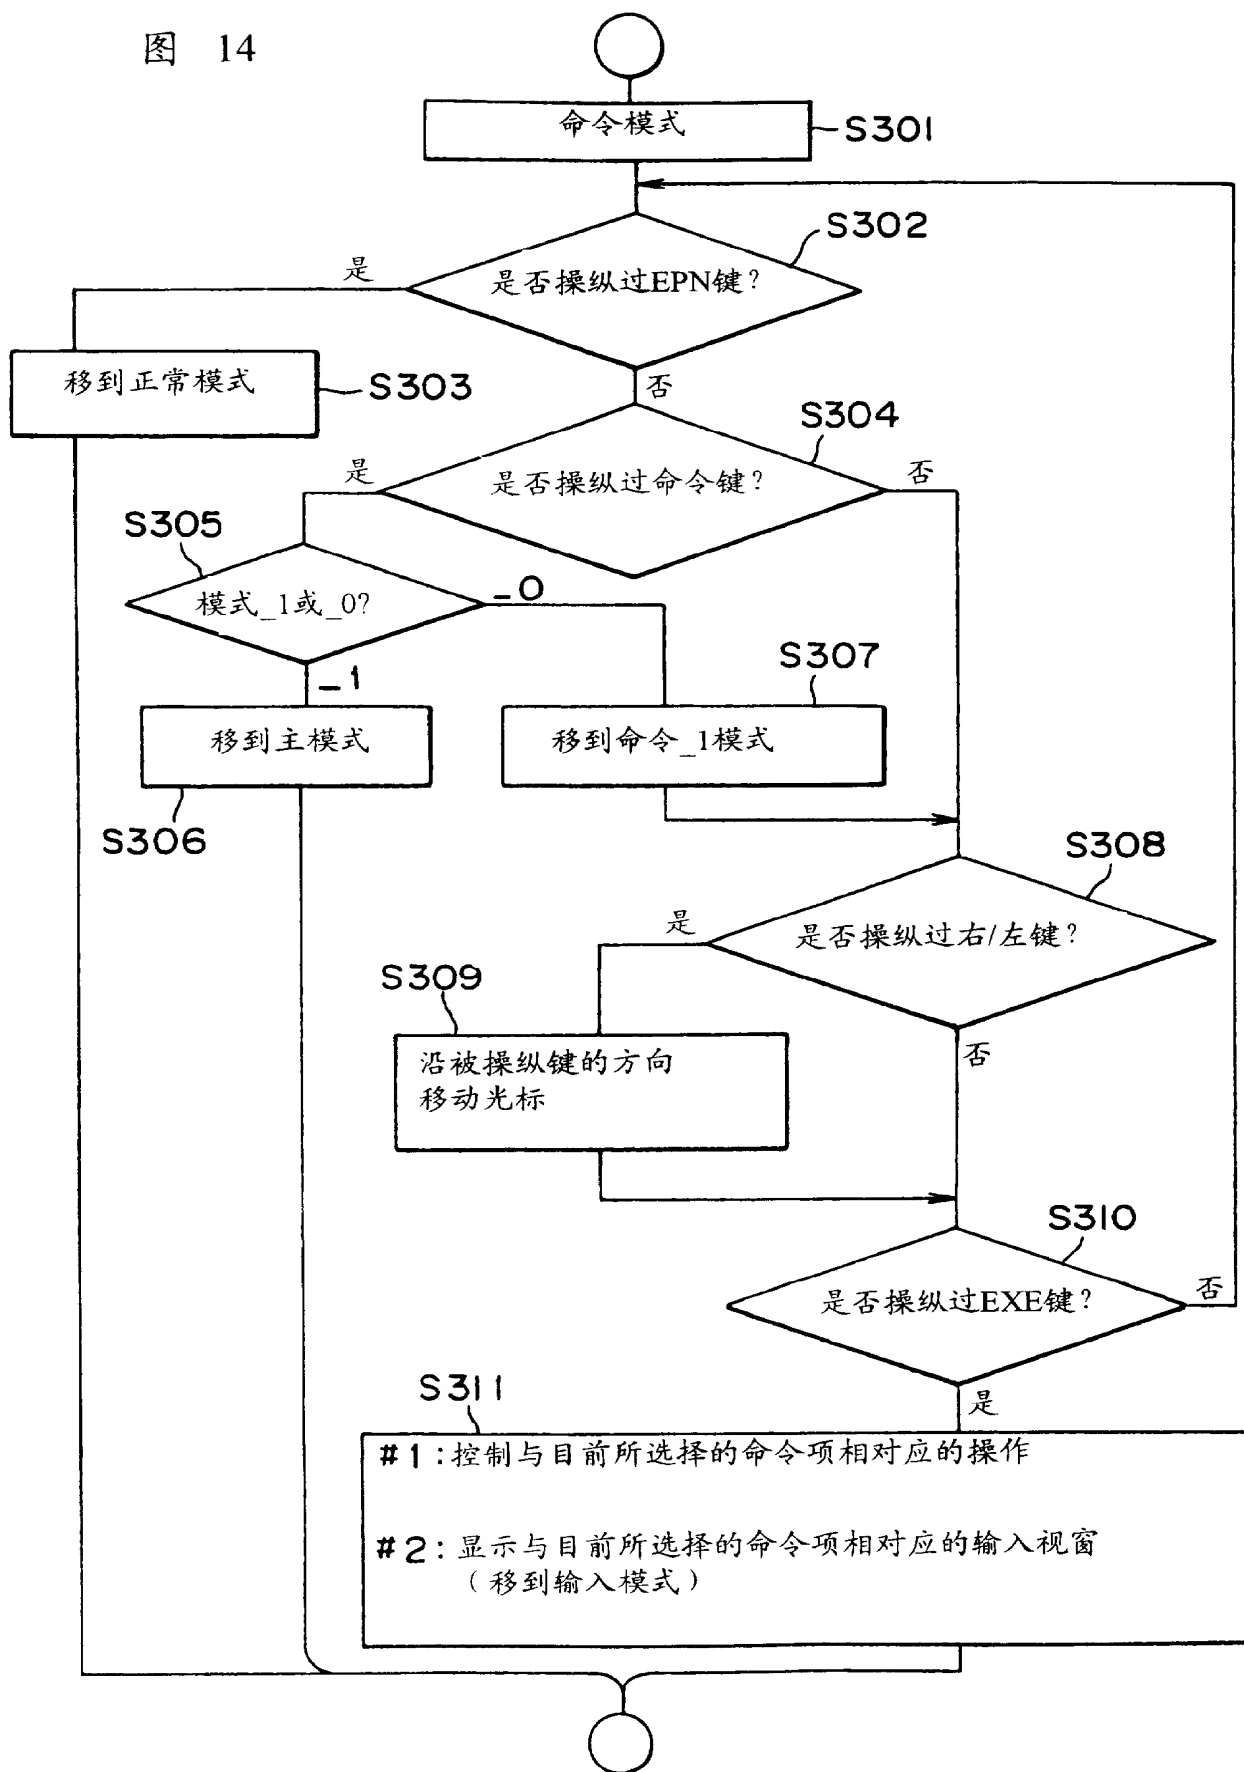 图 14
命令模式
S301
S302
是
是否操纵过EPN键？
移到正常模式
S303
否
S304
是
是否操纵过命令键？
否
S305
模式_1或_0?
_0
_1
S307
移到主模式
移到命令_1模式
S306
S308
是
是否操纵过右/左键？
S309
沿被操纵键的方向
移动光标
否
S310
是否操纵过EXE键？
否
S311
是
#1：控制与目前所选择的命令项相对应的操作
#2：显示与目前所选择的命令项相对应的输入视窗
（移到输入模式）